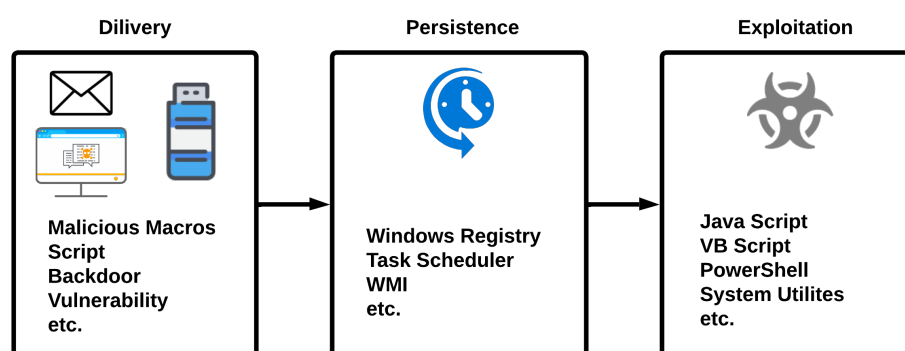 Dilivery
Persistence
Exploitation
Malicious Macros
Script
Backdoor
Vulnerability
etc.
Windows Registry
Task Scheduler
WMI
etc.
Java Script
VB Script
PowerShell
System Utilites
etc.